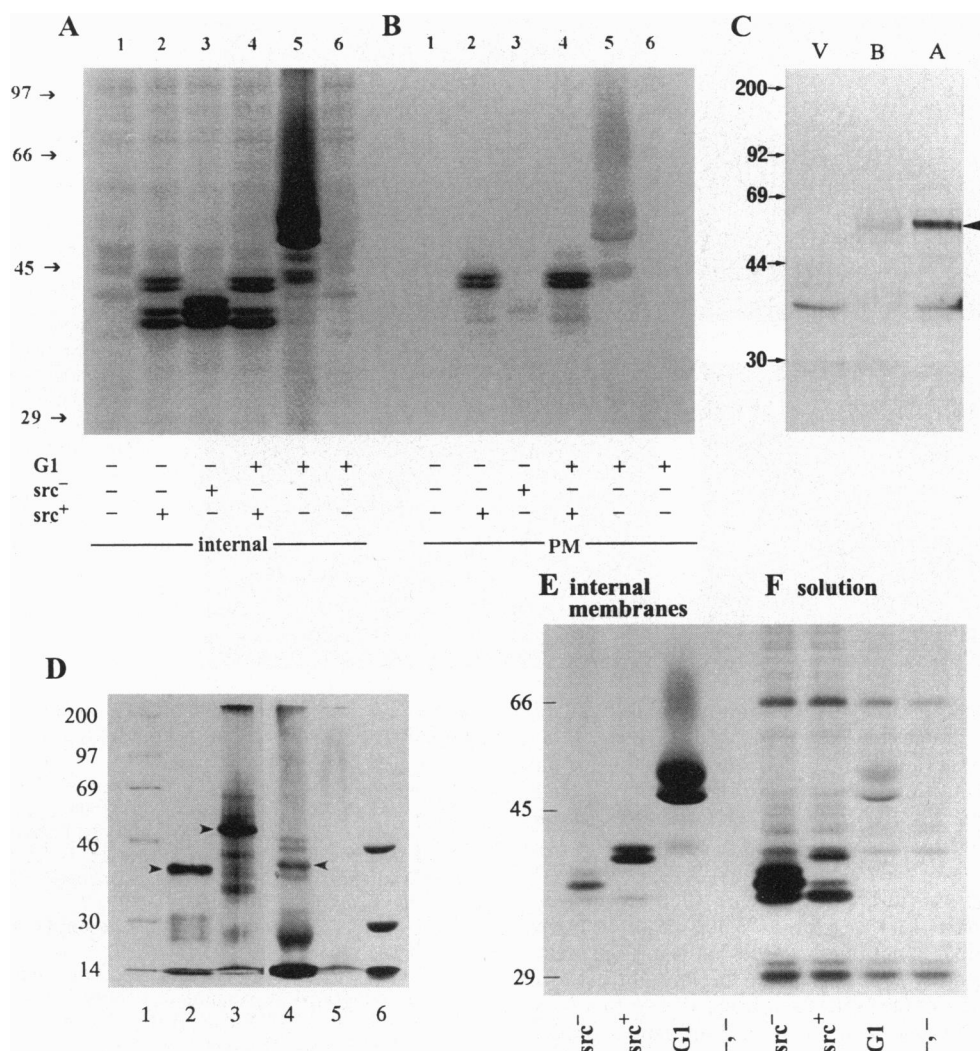 A
1 2 3 4 5 6
97 →
66 →
45 →
29 →
B
1 2 3 4 5 6
G1 – – – + + + – – – + + +
src⁻ – – + – – – – – + – – –
src⁺ – + – + – – – + – + – –
internal
PM
C
V B A
200→
92→
69→
44→
30→
D
200
97
69
46
30
14
1 2 3 4 5 6
E internal
membranes
F solution
66
45
29
src⁻ src⁺ G1 -, - src⁻ src⁺ G1 -, -